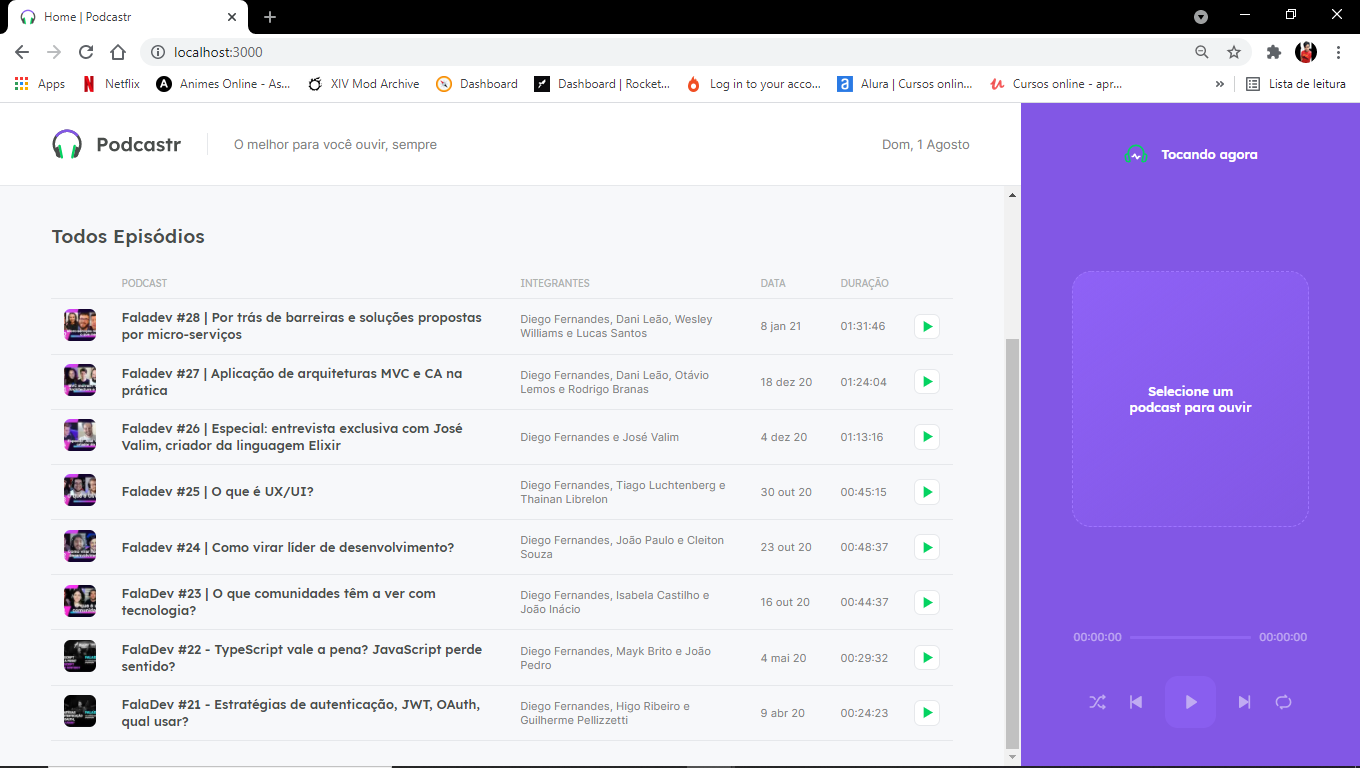 Home | Podcastr
localhost:3000
Apps
Netflix
Animes Online - As...
XIV Mod Archive
Dashboard
Dashboard | Rocket...
Log in to your acco...
Alura | Cursos onlin...
Cursos online - apr...
»
Lista de leitura
Podcastr
O melhor para você ouvir, sempre
Dom, 1 Agosto
Tocando agora
Todos Episódios
PODCAST INTEGRANTES DATA DURAÇÃO
Faladev #28 | Por trás de barreiras e soluções propostas
por micro-serviços
Diego Fernandes, Dani Leão, Wesley
Williams e Lucas Santos
8 jan 21
01:31:46
Faladev #27 | Aplicação de arquiteturas MVC e CA na
prática
Diego Fernandes, Dani Leão, Otávio
Lemos e Rodrigo Branas
18 dez 20
01:24:04
Faladev #26 | Especial: entrevista exclusiva com José
Valim, criador da linguagem Elixir
Diego Fernandes e José Valim
4 dez 20
01:13:16
Faladev #25 | O que é UX/UI?
Diego Fernandes, Tiago Luchtenberg e
Thainan Librelon
30 out 20
00:45:15
Faladev #24 | Como virar líder de desenvolvimento?
Diego Fernandes, João Paulo e Cleiton
Souza
23 out 20
00:48:37
FalaDev #23 | O que comunidades têm a ver com
tecnologia?
Diego Fernandes, Isabela Castilho e
João Inácio
16 out 20
00:44:37
FalaDev #22 - TypeScript vale a pena? JavaScript perde
sentido?
Diego Fernandes, Mayk Brito e João
Pedro
4 mai 20
00:29:32
FalaDev #21 - Estratégias de autenticação, JWT, OAuth,
qual usar?
Diego Fernandes, Higo Ribeiro e
Guilherme Pellizzetti
9 abr 20
00:24:23
Selecione um
podcast para ouvir
00:00:00
00:00:00